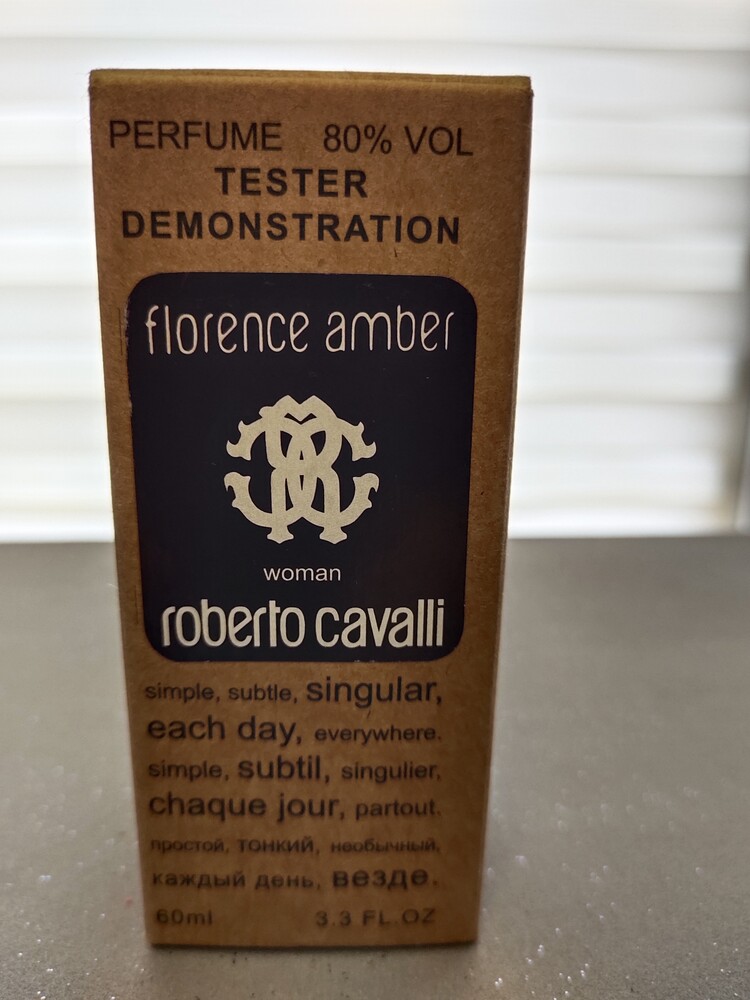 PERFUME 80% VOL
TESTER
DEMONSTRATION
florence amber
woman
roberto cavalli
simple, subtle, singular,
each day, everywhere.
simple, subtil, singulier,
chaque jour, partout.
простой, тонкий, необычный,
каждый день, везде.
60ml 3.3 FL.OZ